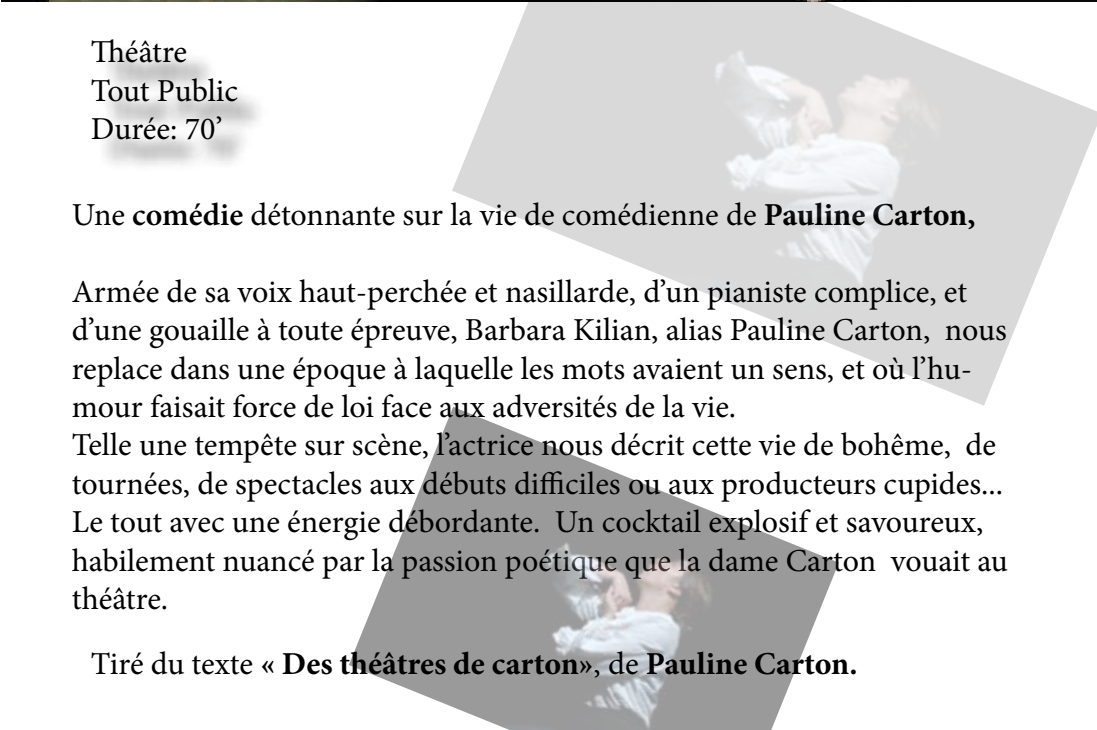 Théâtre
Tout Public
Durée: 70’
Une comédie détonnante sur la vie de comédienne de Pauline Carton,
Armée de sa voix haut-perchée et nasillarde, d’un pianiste complice, et
d’une gouaille à toute épreuve, Barbara Kilian, alias Pauline Carton,  nous
replace dans une époque à laquelle les mots avaient un sens, et où l’hu-
mour faisait force de loi face aux adversités de la vie.
Telle une tempête sur scène, l’actrice nous décrit cette vie de bohême,  de
tournées, de spectacles aux débuts difficiles ou aux producteurs cupides...
Le tout avec une énergie débordante.  Un cocktail explosif et savoureux,
habilement nuancé par la passion poétique que la dame Carton  vouait au
théâtre.
Tiré du texte « Des théâtres de carton», de Pauline Carton.